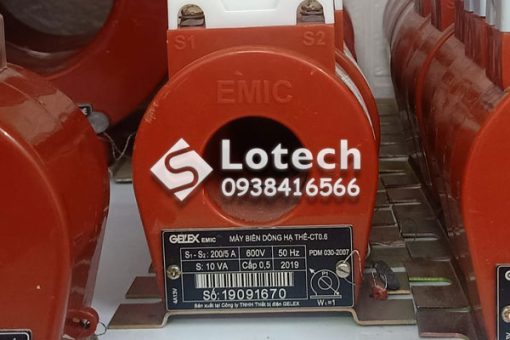 S1 S2
EMIC
S Lotech
0938416566
GELEX EMIC MÁY BIẾN DÒNG HẠ THẾ-CT0.6
S₁ - S₂: 200/5 A 600V 50 Hz PDM 030-2007
S: 10 VA Cấp 0,5 2019
Số: 19091670
W₁=1
Sản xuất tại Công ty TNHH Thiết bị điện GELEX